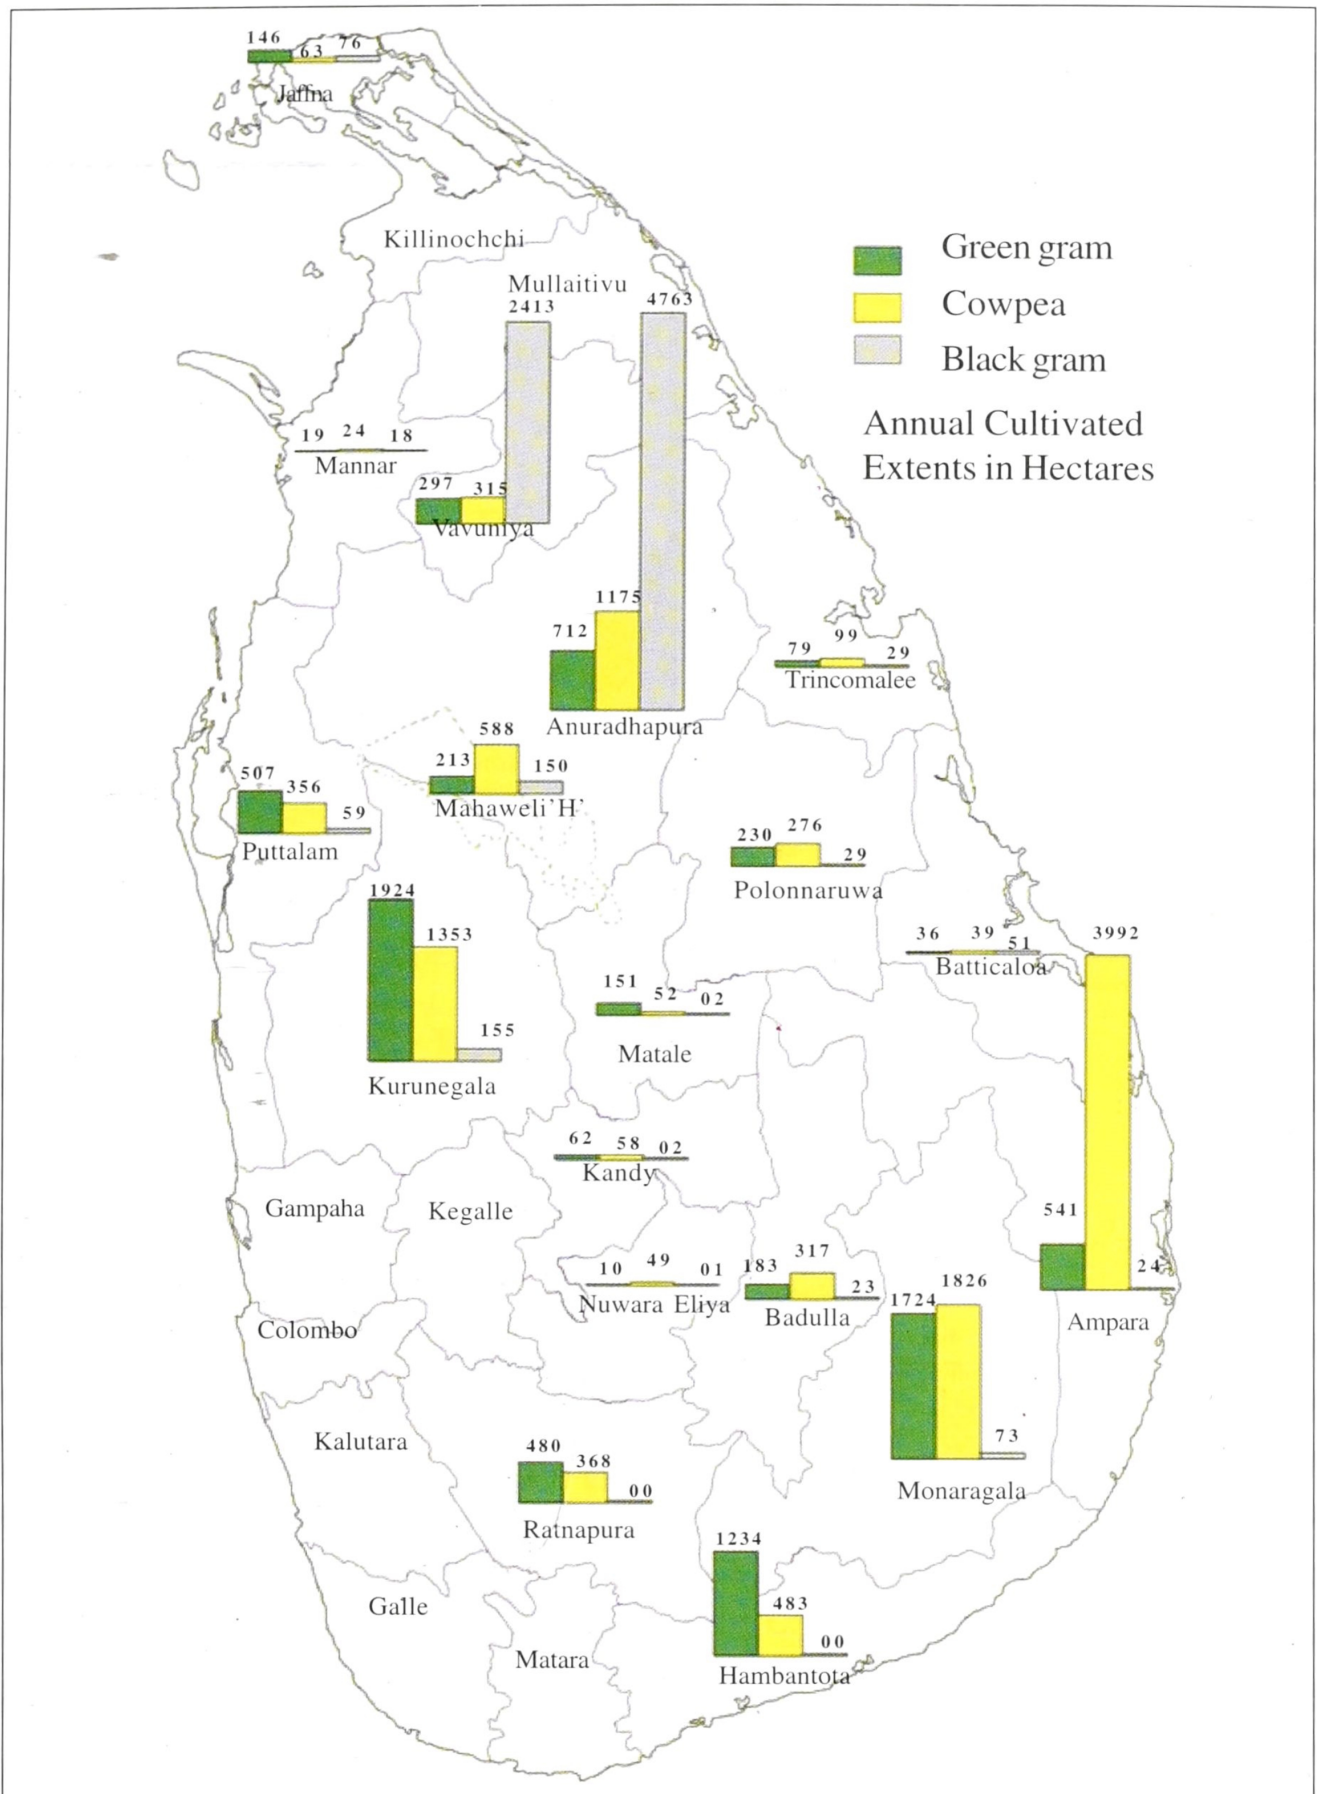 146 63 76
Jaffna
Killinochchi
Green gram
Cowpea
Black gram
Annual Cultivated
Extents in Hectares
Mullaitivu
2413
4763
19 24 18
Mannar
297 315
Vavuniya
712 1175
Anuradhapura
79 99 29
Trincomalee
213 588 150
Mahaweli'H'
507 356 59
Puttalam
230 276 29
Polonnaruwa
1924 1353 155
Kurunegala
36 39 51
Batticaloa
3992
151 52 02
Matale
62 58 02
Kandy
Gampaha
Kegalle
541
24
Ampara
10 49 01
Nuwara Eliya
183 317 23
Badulla
1724 1826 73
Monaragala
Colombo
Kalutara
480 368 00
Ratnapura
1234 483 00
Hambantota
Galle
Matara